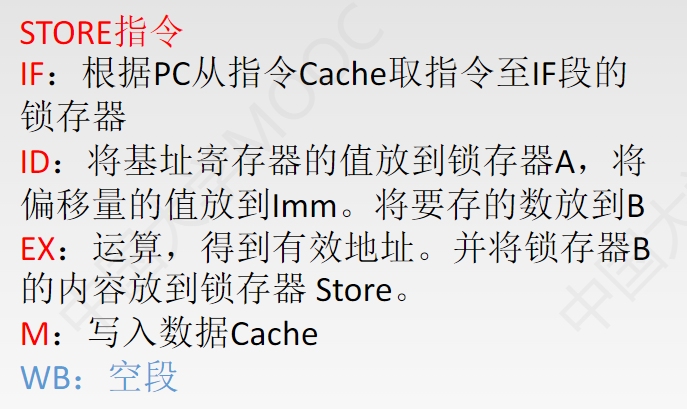 STORE指令
IF：根据PC从指令Cache取指令至IF段的
锁存器
ID：将基址寄存器的值放到锁存器A，将
偏移量的值放到Imm。将要存的数放到B
EX：运算，得到有效地址。并将锁存器B
的内容放到锁存器 Store。
M：写入数据Cache
WB：空段